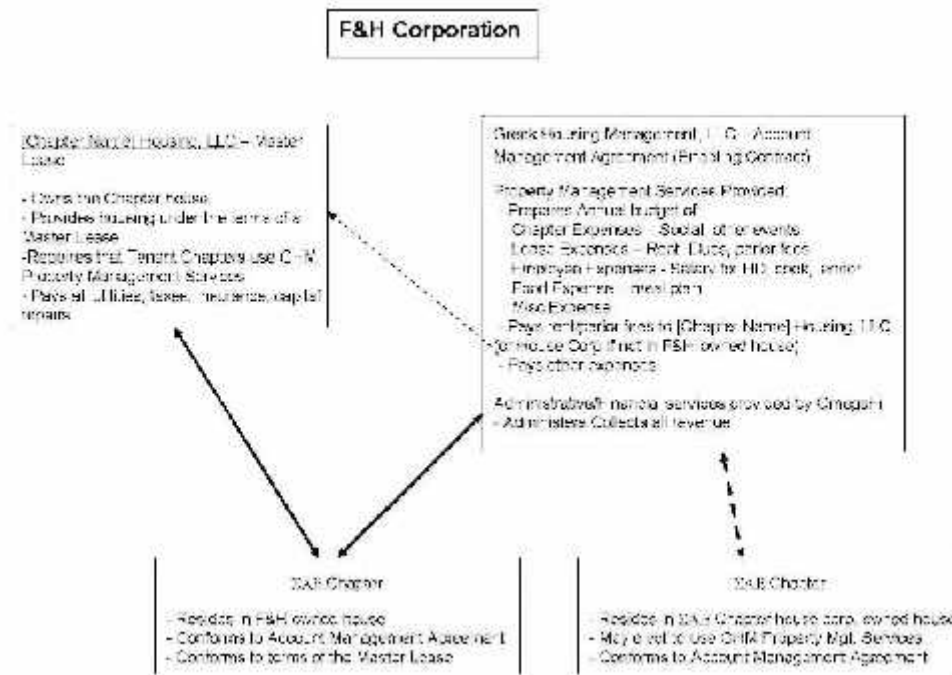 F&H Corporation
[Chapter Name] Housing, LLC – Master
Lease
- Owns the Chapter house
- Provides housing under the terms of a
Master Lease
-Requires that Tenant Chapters use GHM
Property Management Services
- Pays all utilities, taxes, insurance, capital
repairs
Greek Housing Management, LLC – Account
Management Agreement (Enabling Contract)
Property Management Services Provided
- Prepares Annual budget of
Chapter Expenses – Social, other events
Lease Expenses – Rent, Dues, parlor fees
Employee Expenses - Salary for HD, cook,
Food Expense – meal plan
Misc Expense
- Pays rent/parlor fees to [Chapter Name] Housing, LLC
(or House Corp if not in F&H owned house)
- Pays other expenses
Administrative/Financial services provided by OmegaFi
- Administers Collects all revenue
ΣΑΕ Chapter
- Resides in F&H owned house
- Conforms to Account Management Agreement
- Conforms to terms of the Master Lease
ΣΑΕ Chapter
- Resides in ΣΑΕ Chapter house corp. owned house
- May elect to use GHM Property Mgt. Services
- Conforms to Account Management Agreement